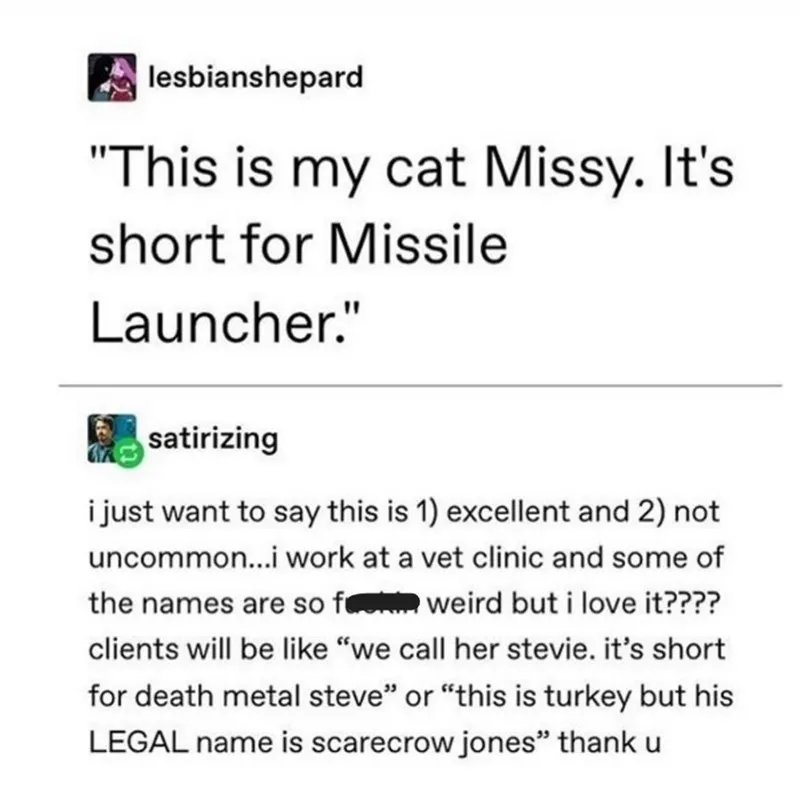 lesbianshepard
"This is my cat Missy. It's
short for Missile
Launcher."
satirizing
i just want to say this is 1) excellent and 2) not
uncommon...i work at a vet clinic and some of
the names are so f weird but i love it????
clients will be like “we call her stevie. it’s short
for death metal steve” or “this is turkey but his
LEGAL name is scarecrow jones” thank u